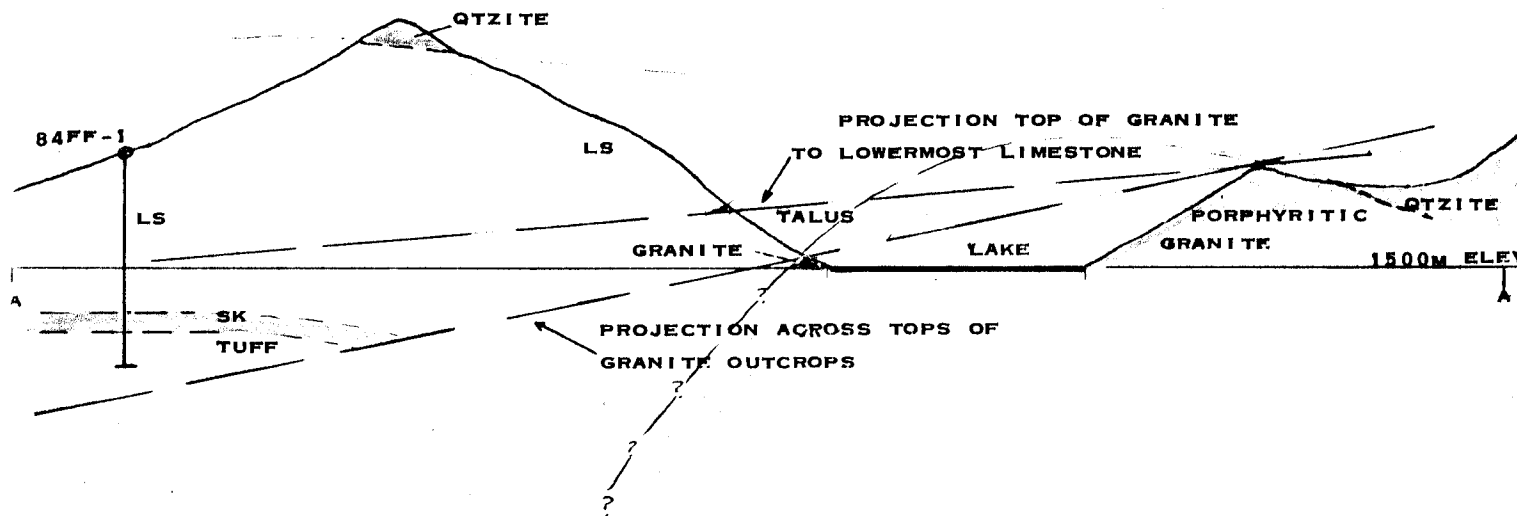 QTZITE
84FF-1
LS
PROJECTION TOP OF GRANITE
TO LOWERMOST LIMESTONE
LS
TALUS
QTZITE
PORPHYRITIC
GRANITE
GRANITE
LAKE
1500M ELEV
A
A
SK
TUFF
?
PROJECTION ACROSS TOPS OF
GRANITE OUTCROPS
?
?
?